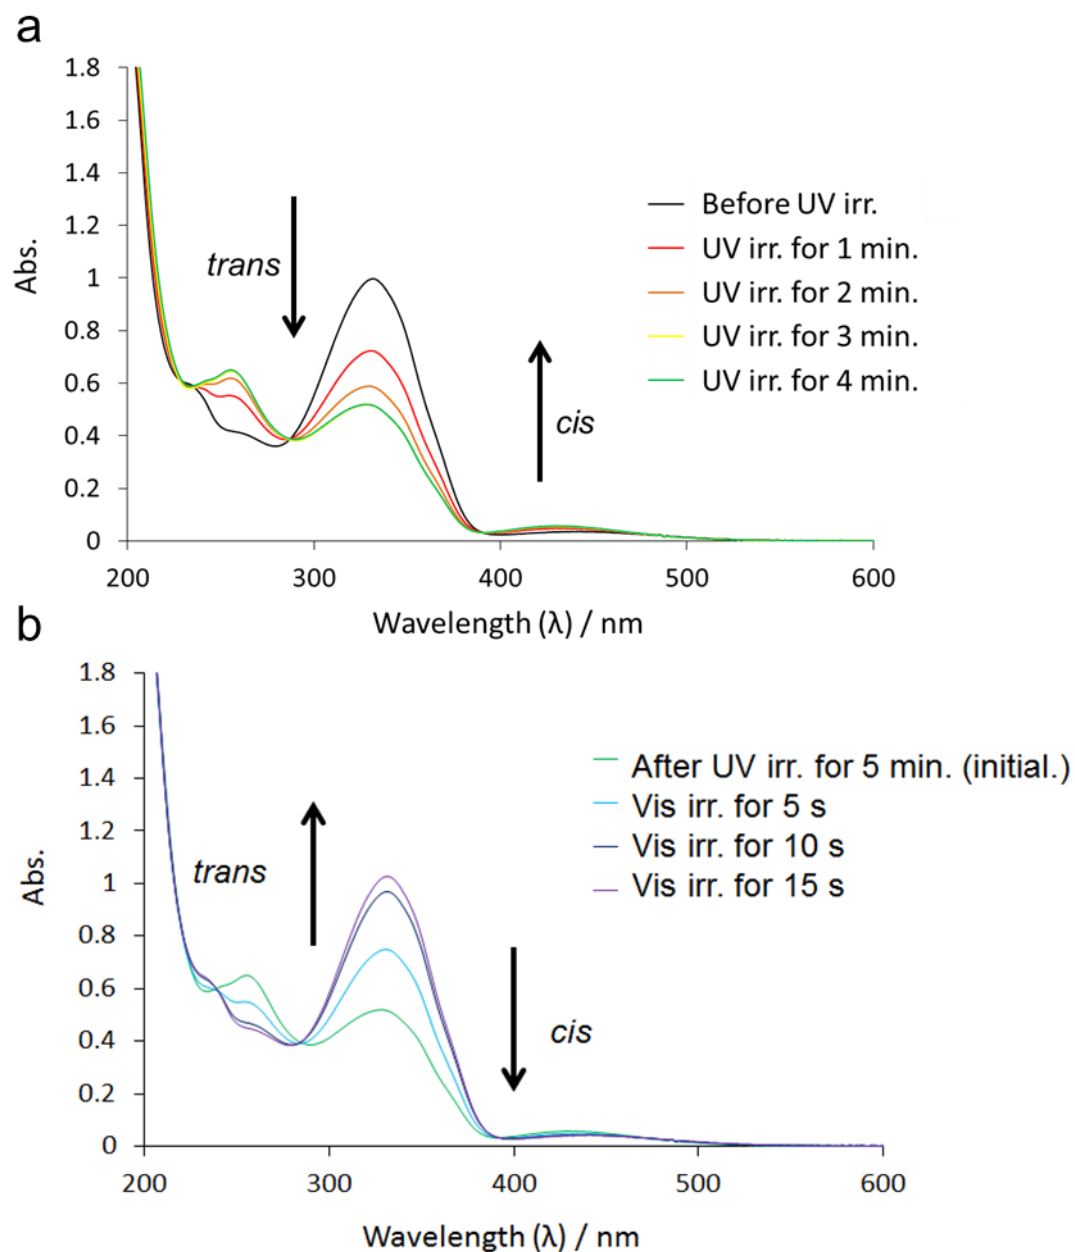 a
1.8
1.6
1.4
1.2
1
0.8
0.6
0.4
0.2
0
Abs.
trans
cis
Before UV irr.
UV irr. for 1 min.
UV irr. for 2 min.
UV irr. for 3 min.
UV irr. for 4 min.
200 300 400 500 600
Wavelength (λ) / nm
b
1.8
1.6
1.4
1.2
1
0.8
0.6
0.4
0.2
0
Abs.
trans
cis
After UV irr. for 5 min. (initial.)
Vis irr. for 5 s
Vis irr. for 10 s
Vis irr. for 15 s
200 300 400 500 600
Wavelength (λ) / nm